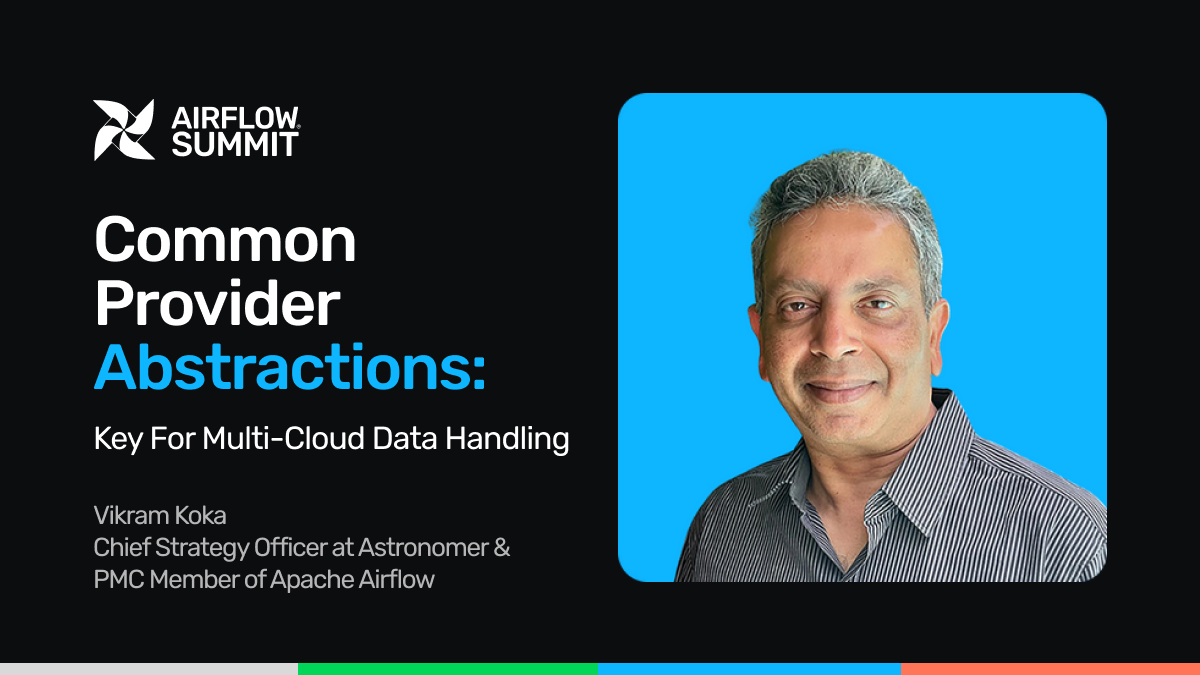 AIRFLOW
SUMMIT
Common
Provider
Abstractions:
Key For Multi-Cloud Data Handling
Vikram Koka
Chief Strategy Officer at Astronomer &
PMC Member of Apache Airflow